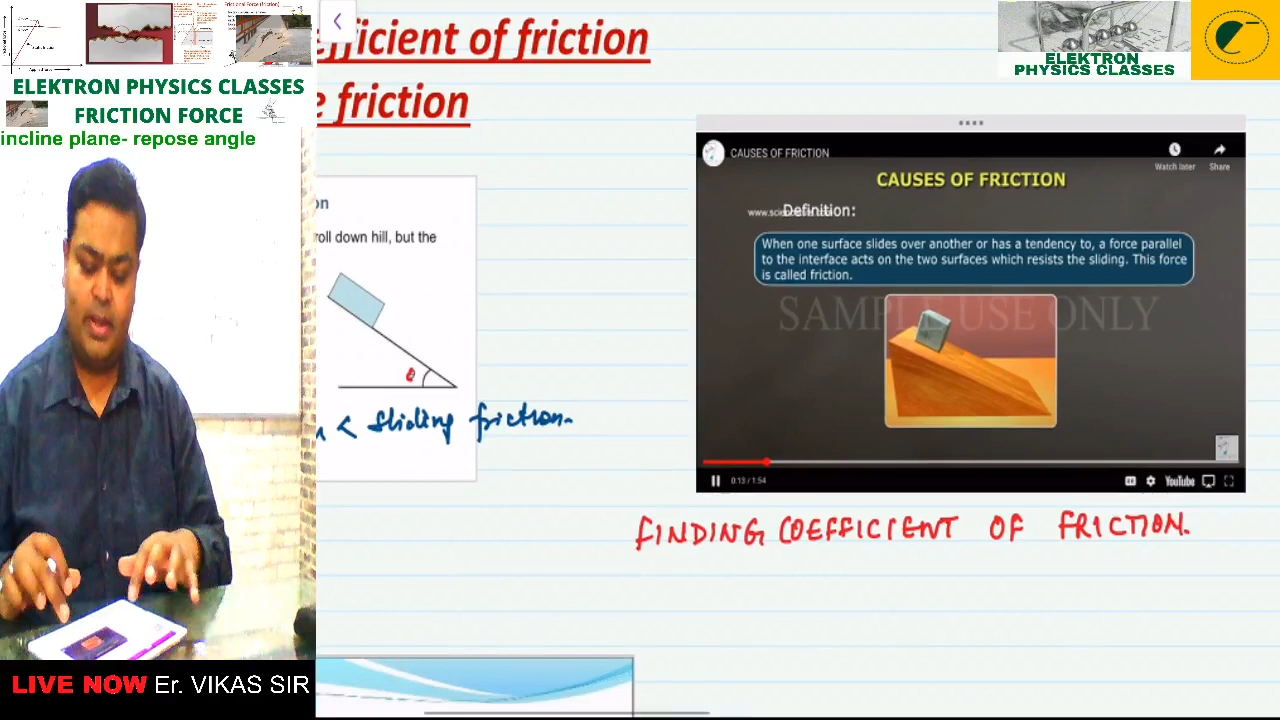 Frictional Force (friction)
ELEKTRON PHYSICS CLASSES
FRICTION FORCE
incline plane- repose angle
efficient of friction
e friction
ELEKTRON
PHYSICS CLASSES
CAUSES OF FRICTION
Watch later
Share
CAUSES OF FRICTION
Definition:
When one surface slides over another or has a tendency to, a force parallel
to the interface acts on the two surfaces which resists the sliding. This force
is called friction.
SAMPLE USE ONLY
0:13 / 1:54
YouTube
on
roll down hill, but the
θ
n < sliding friction.
FINDING COEFFICIENT OF FRICTION.
LIVE NOW Er. VIKAS SIR